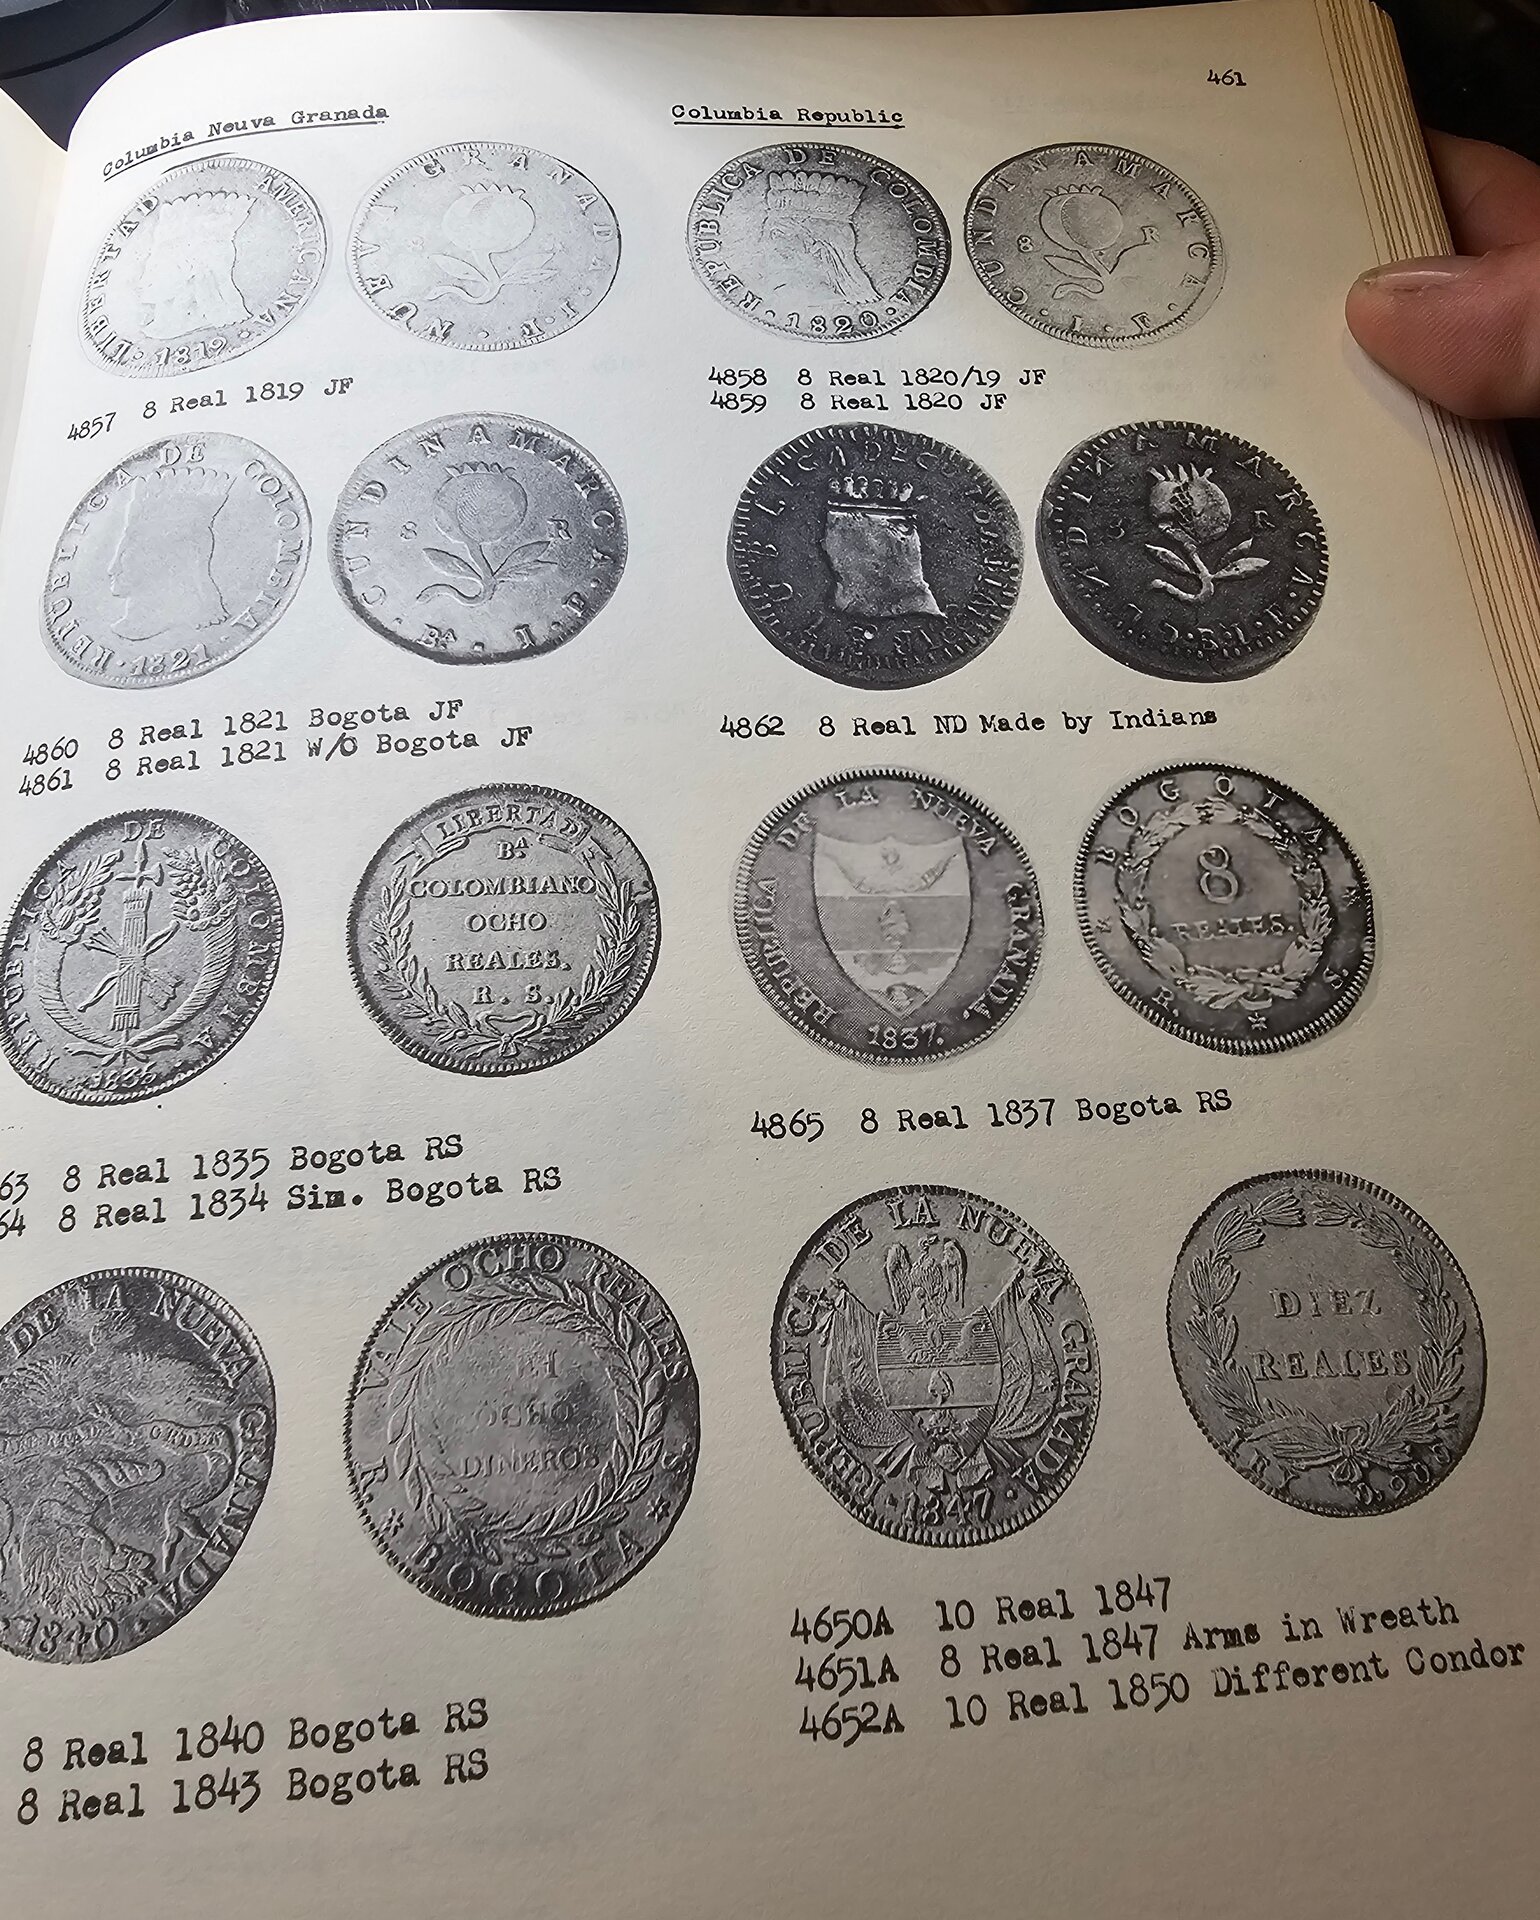 461
Columbia Neuva Granada
Columbia Republic
LIBERTAD AMERICANA · 1819
NUEVA GRANADA · J · F ·
REPUBLICA DE COLOMBIA · 1820 ·
CUNDINAMARCA · J · F ·
8 R
4857 8 Real 1819 JF
4858 8 Real 1820/19 JF
4859 8 Real 1820 JF
REPUBLICA DE COLOMBIA · 1821
CUNDINAMARCA
8 R
BA · J · F ·
4860 8 Real 1821 Bogota JF
4861 8 Real 1821 W/O Bogota JF
4862 8 Real ND Made by Indians
REPUBLICA DE COLOMBIA
1835
LIBERTAD
BA
COLOMBIANO
OCHO
REALES.
R. S.
REPUBLICA DE LA NUEVA GRANADA.
1837.
BOGOTA
8
REALES.
R. S.
63 8 Real 1835 Bogota RS
64 8 Real 1834 Sim. Bogota RS
4865 8 Real 1837 Bogota RS
DE LA NUEVA GRANADA
LIBERTAD Y ORDEN
1840
VALE OCHO REALES
OCHO
DINEROS
BOGOTA
R. S.
REPUBLICA DE LA NUEVA GRANADA
· 1847 ·
DIEZ
REALES
8 Real 1840 Bogota RS
8 Real 1843 Bogota RS
4650A 10 Real 1847
4651A 8 Real 1847 Arms in Wreath
4652A 10 Real 1850 Different Condor